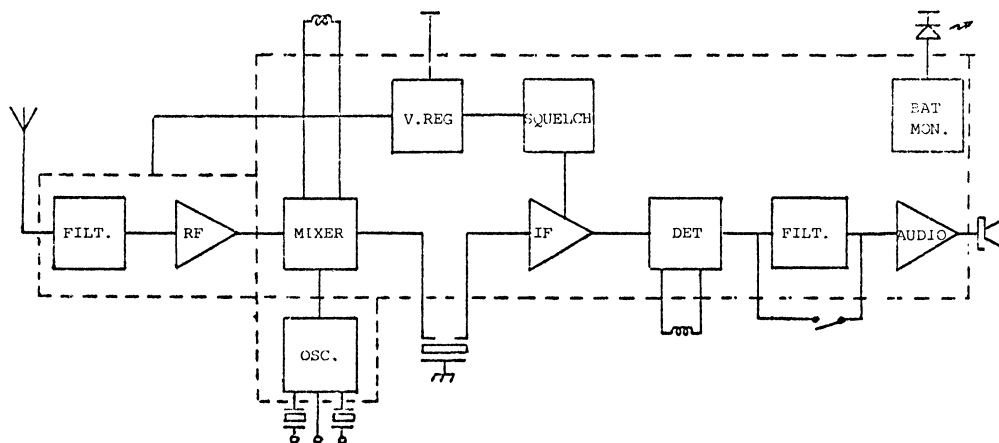 V.REG
SQUELCH
BAT
MON.
FILT.
RF
MIXER
IF
DET
FILT.
AUDIO
OSC.